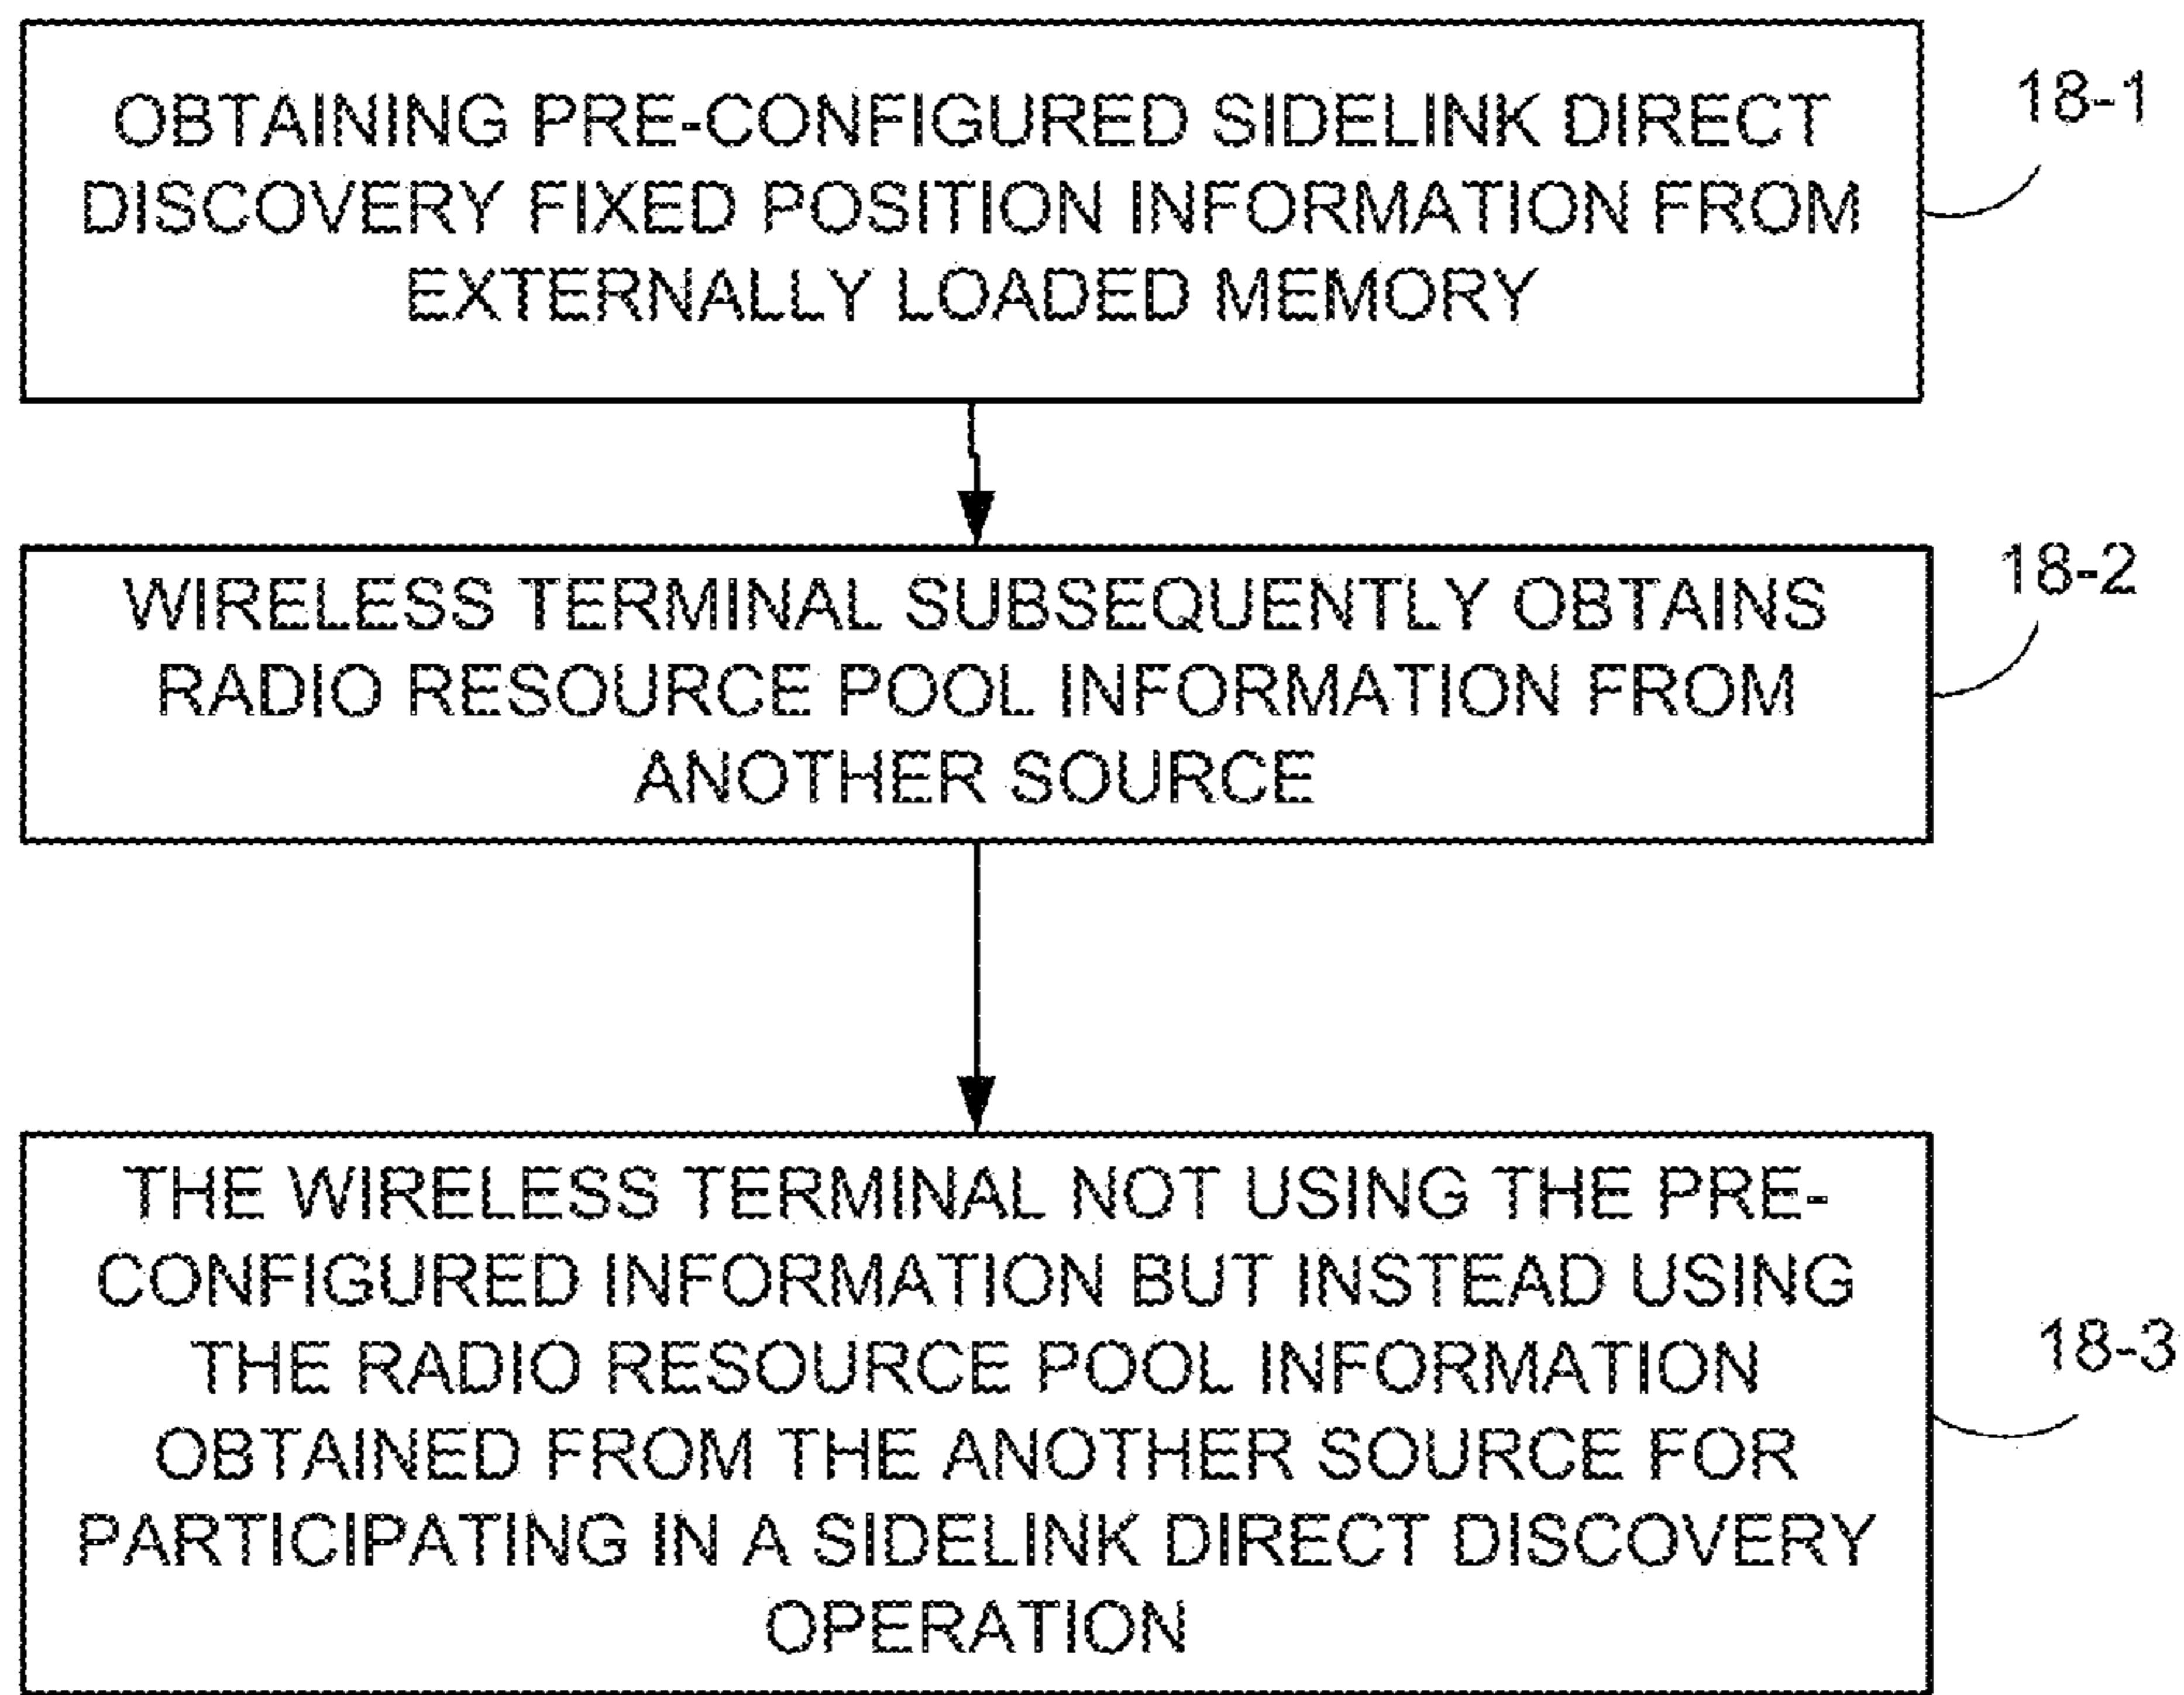 OBTAINING PRE-CONFIGURED SIDELINK DIRECT
DISCOVERY FIXED POSITION INFORMATION FROM
EXTERNALLY LOADED MEMORY
18-1
WIRELESS TERMINAL SUBSEQUENTLY OBTAINS
RADIO RESOURCE POOL INFORMATION FROM
ANOTHER SOURCE
18-2
THE WIRELESS TERMINAL NOT USING THE PRE-
CONFIGURED INFORMATION BUT INSTEAD USING
THE RADIO RESOURCE POOL INFORMATION
OBTAINED FROM THE ANOTHER SOURCE FOR
PARTICIPATING IN A SIDELINK DIRECT DISCOVERY
OPERATION
18-3